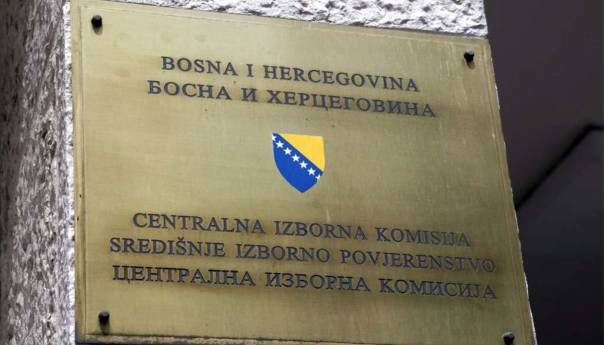 BOSNA I HERCEGOVINA
БОСНА И ХЕРЦЕГОВИНА
CENTRALNA IZBORNA KOMISIJA
SREDIŠNJE IZBORNO POVJERENSTVO
ЦЕНТРАЛНА ИЗБОРНА КОМИСИЈА